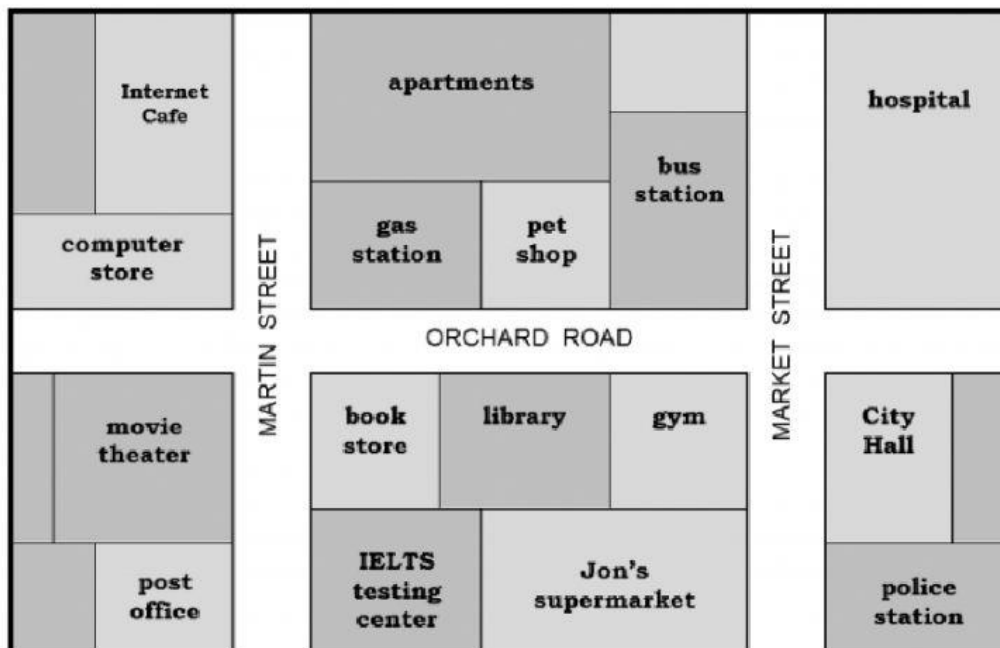 Internet
Cafe
apartments
hospital
bus
station
computer
store
gas
station
pet
shop
MARTIN STREET
ORCHARD ROAD
MARKET STREET
movie
theater
book
store
library
gym
City
Hall
post
office
IELTS
testing
center
Jon's
supermarket
police
station